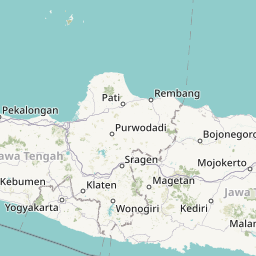 Pati
Rembang
Pekalongan
Purwodadi
Bojonegoro
awa Tengah
Sragen
Mojokerto
Kebumen
Klaten
Magetan
Jawa
Yogyakarta
Wonogiri
Kediri
Malan